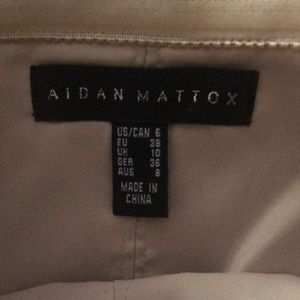 AIDAN MATTOX
US/CAN 6
EU 38
UK 10
GER 36
AUS 8
MADE IN
CHINA